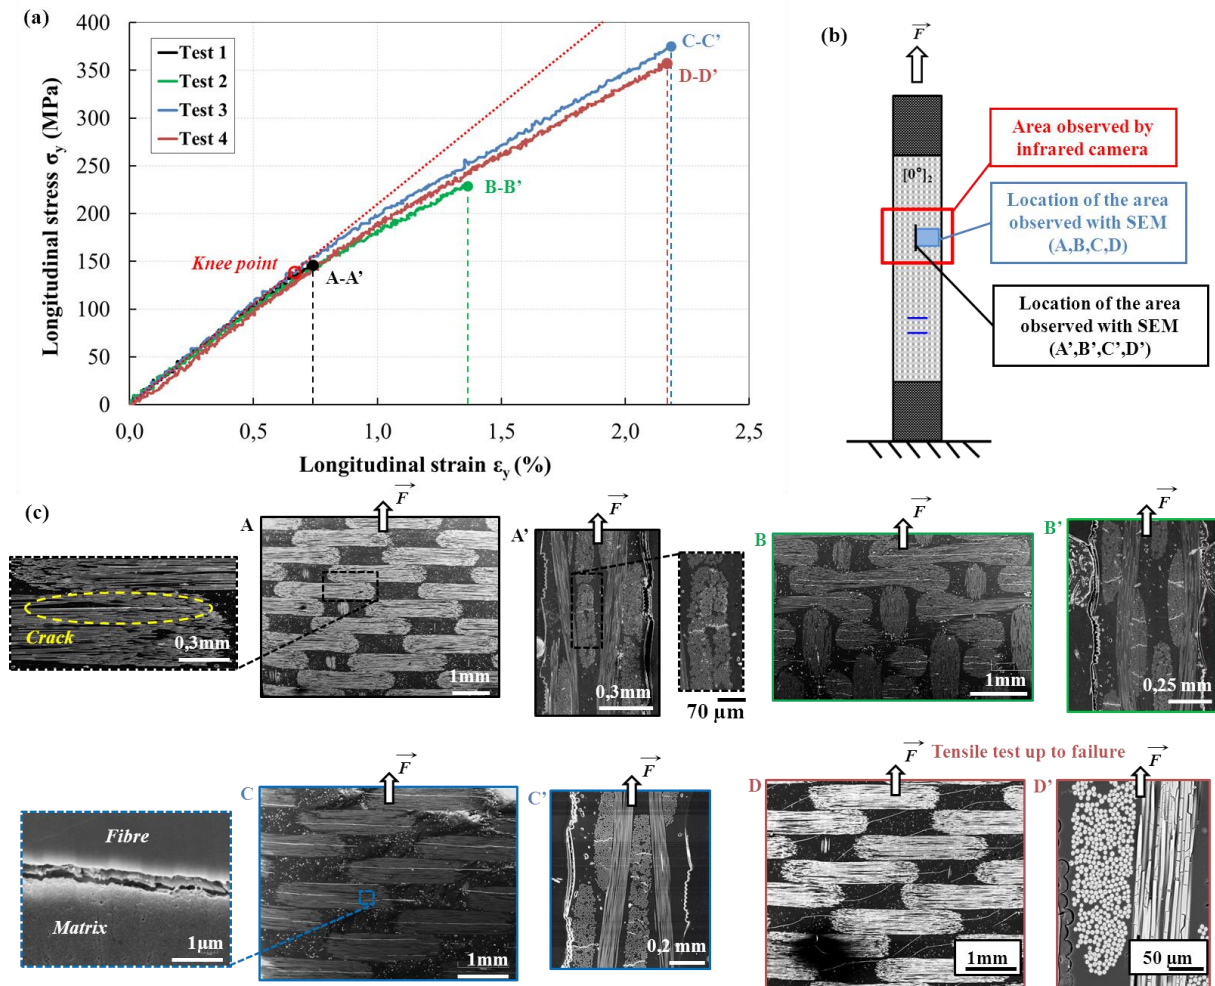 (a)
400
350
300
250
200
150
100
50
0
Longitudinal stress σy (MPa)
Test 1
Test 2
Test 3
Test 4
C-C’
D-D’
B-B’
Knee point
A-A’
0,0
0,5
1,0
1,5
2,0
2,5
Longitudinal strain εy (%)
(b)
F
[0°]2
Area observed by
infrared camera
Location of the area
observed with SEM
(A,B,C,D)
Location of the area
observed with SEM
(A’,B’,C’,D’)
(c)
Crack
0,3mm
A
F
1mm
A’
F
0,3mm
70 µm
B
F
1mm
B’
F
0,25 mm
Fibre
Matrix
1µm
C
F
1mm
C’
F
0,2 mm
Tensile test up to failure
D
F
1mm
D’
F
50 µm